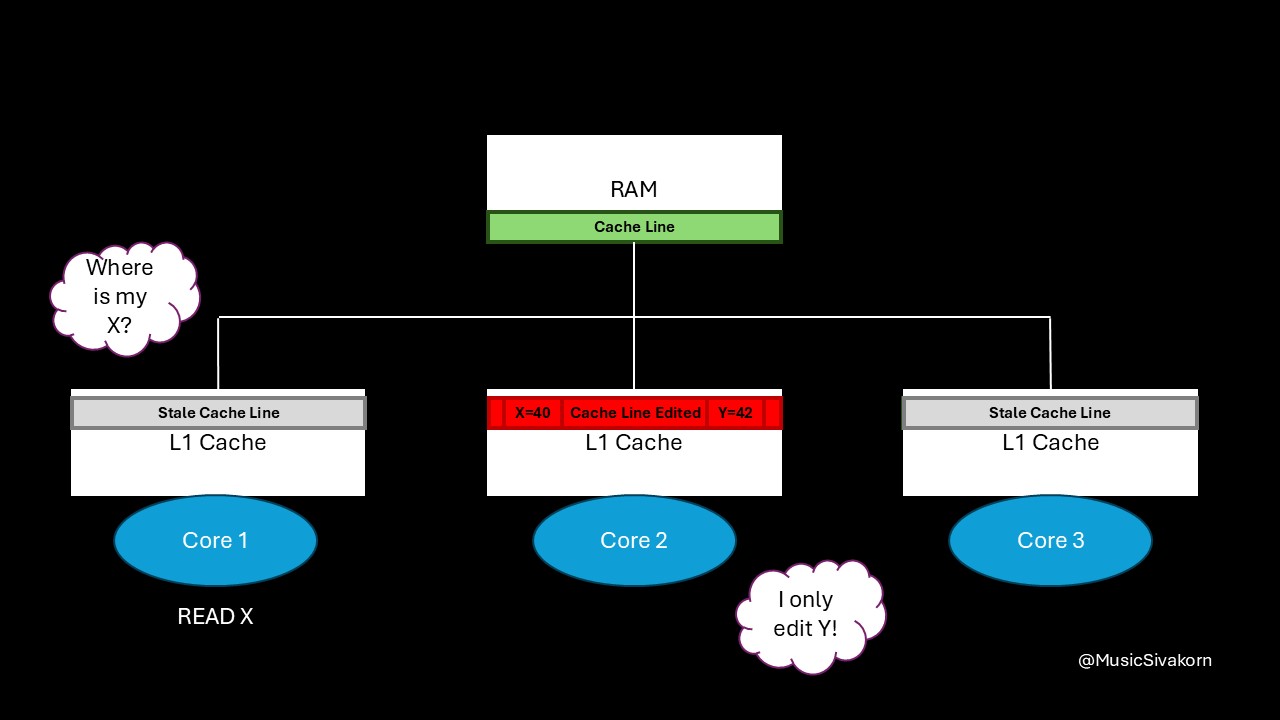 RAM
Cache Line
Where
is my
X?
Stale Cache Line
L1 Cache
X=40 Cache Line Edited Y=42
L1 Cache
Stale Cache Line
L1 Cache
Core 1
Core 2
Core 3
I only
edit Y!
READ X
@MusicSivakorn